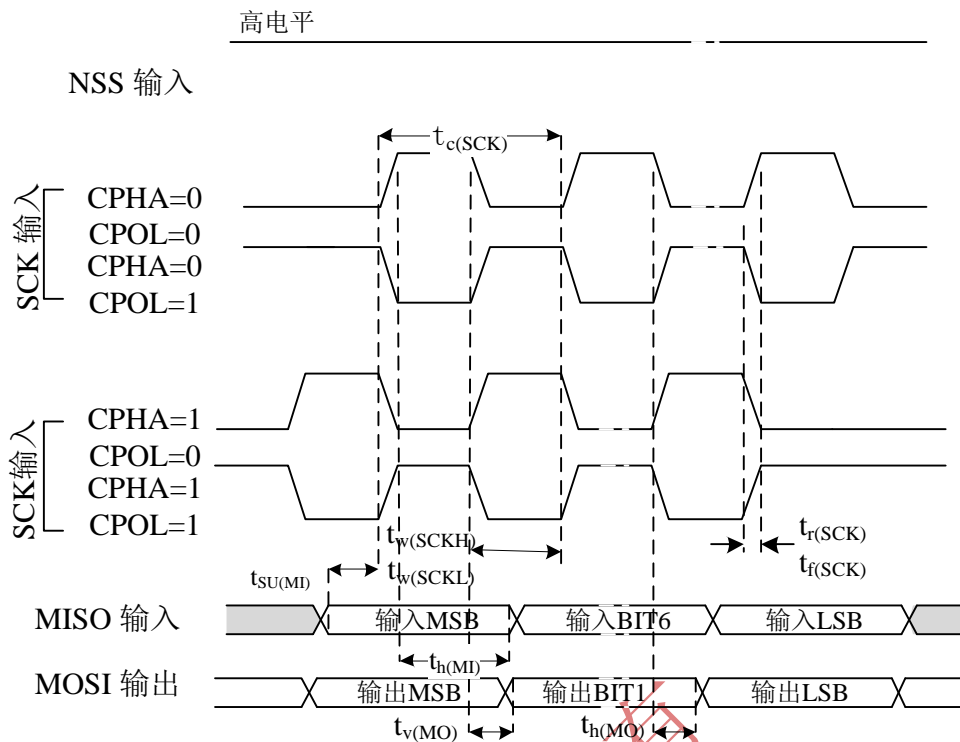 高电平
NSS 输入
tc(SCK)
SCK 输入
CPHA=0
CPOL=0
CPHA=0
CPOL=1
SCK输入
CPHA=1
CPOL=0
CPHA=1
CPOL=1
tw(SCKH)
tw(SCKL)
tr(SCK)
tf(SCK)
tSU(MI)
MISO 输入
输入MSB
输入BIT6
输入LSB
th(MI)
MOSI 输出
输出MSB
输出BIT1
输出LSB
tv(MO)
th(MO)